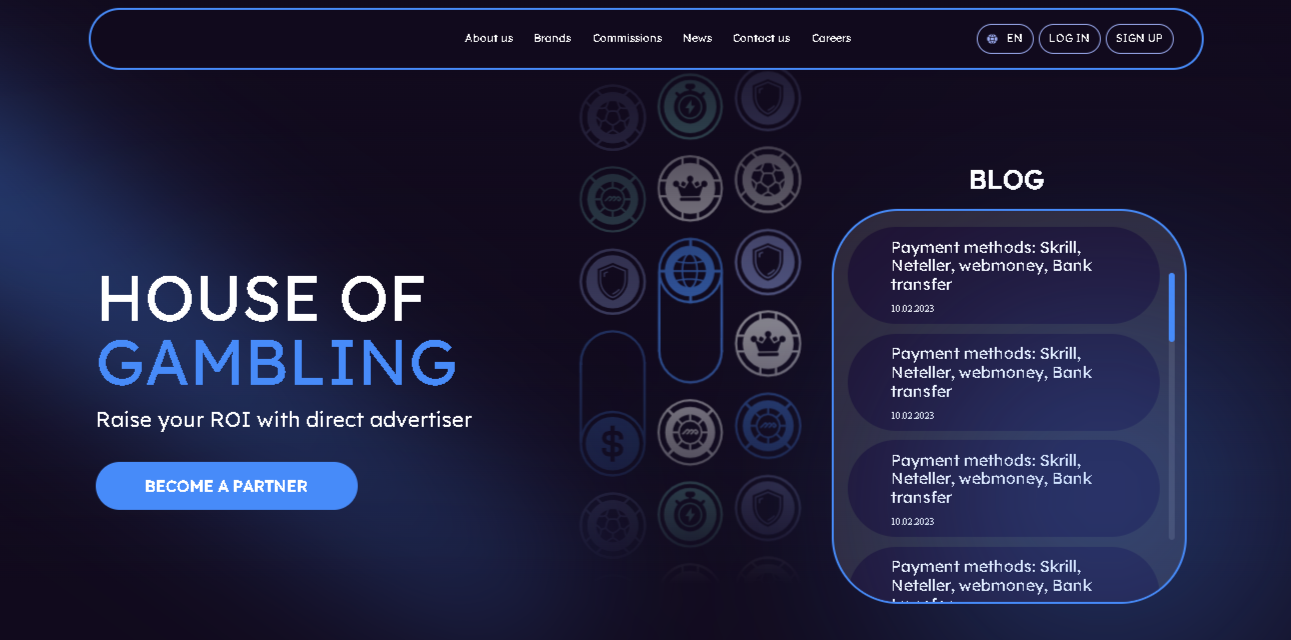 About us Brands Commissions News Contact us Careers EN LOG IN SIGN UP
BLOG
HOUSE OF
GAMBLING
Raise your ROI with direct advertiser
BECOME A PARTNER
Payment methods: Skrill,
Neteller, webmoney, Bank
transfer
10.02.2023
Payment methods: Skrill,
Neteller, webmoney, Bank
transfer
10.02.2023
Payment methods: Skrill,
Neteller, webmoney, Bank
transfer
10.02.2023
Payment methods: Skrill,
Neteller, webmoney, Bank